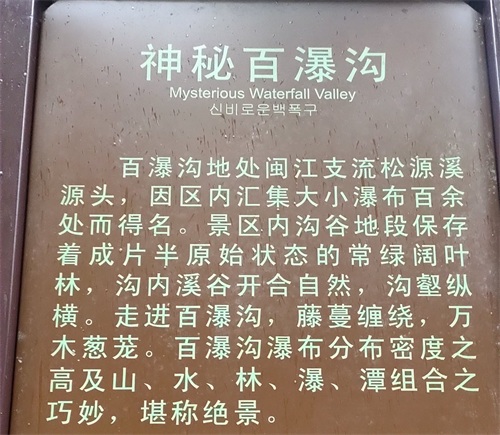 神秘百瀑沟
Mysterious Waterfall Valley
신비로운백폭구
百瀑沟地处闽江支流松源溪
源头，因区内汇集大小瀑布百余
处而得名。景区内沟谷地段保存
着成片半原始状态的常绿阔叶
林，沟内溪谷开合自然，沟壑纵
横。走进百瀑沟，藤蔓缠绕，万
木葱茏。百瀑沟瀑布分布密度之
高及山、水、林、瀑、潭组合之
巧妙，堪称绝景。